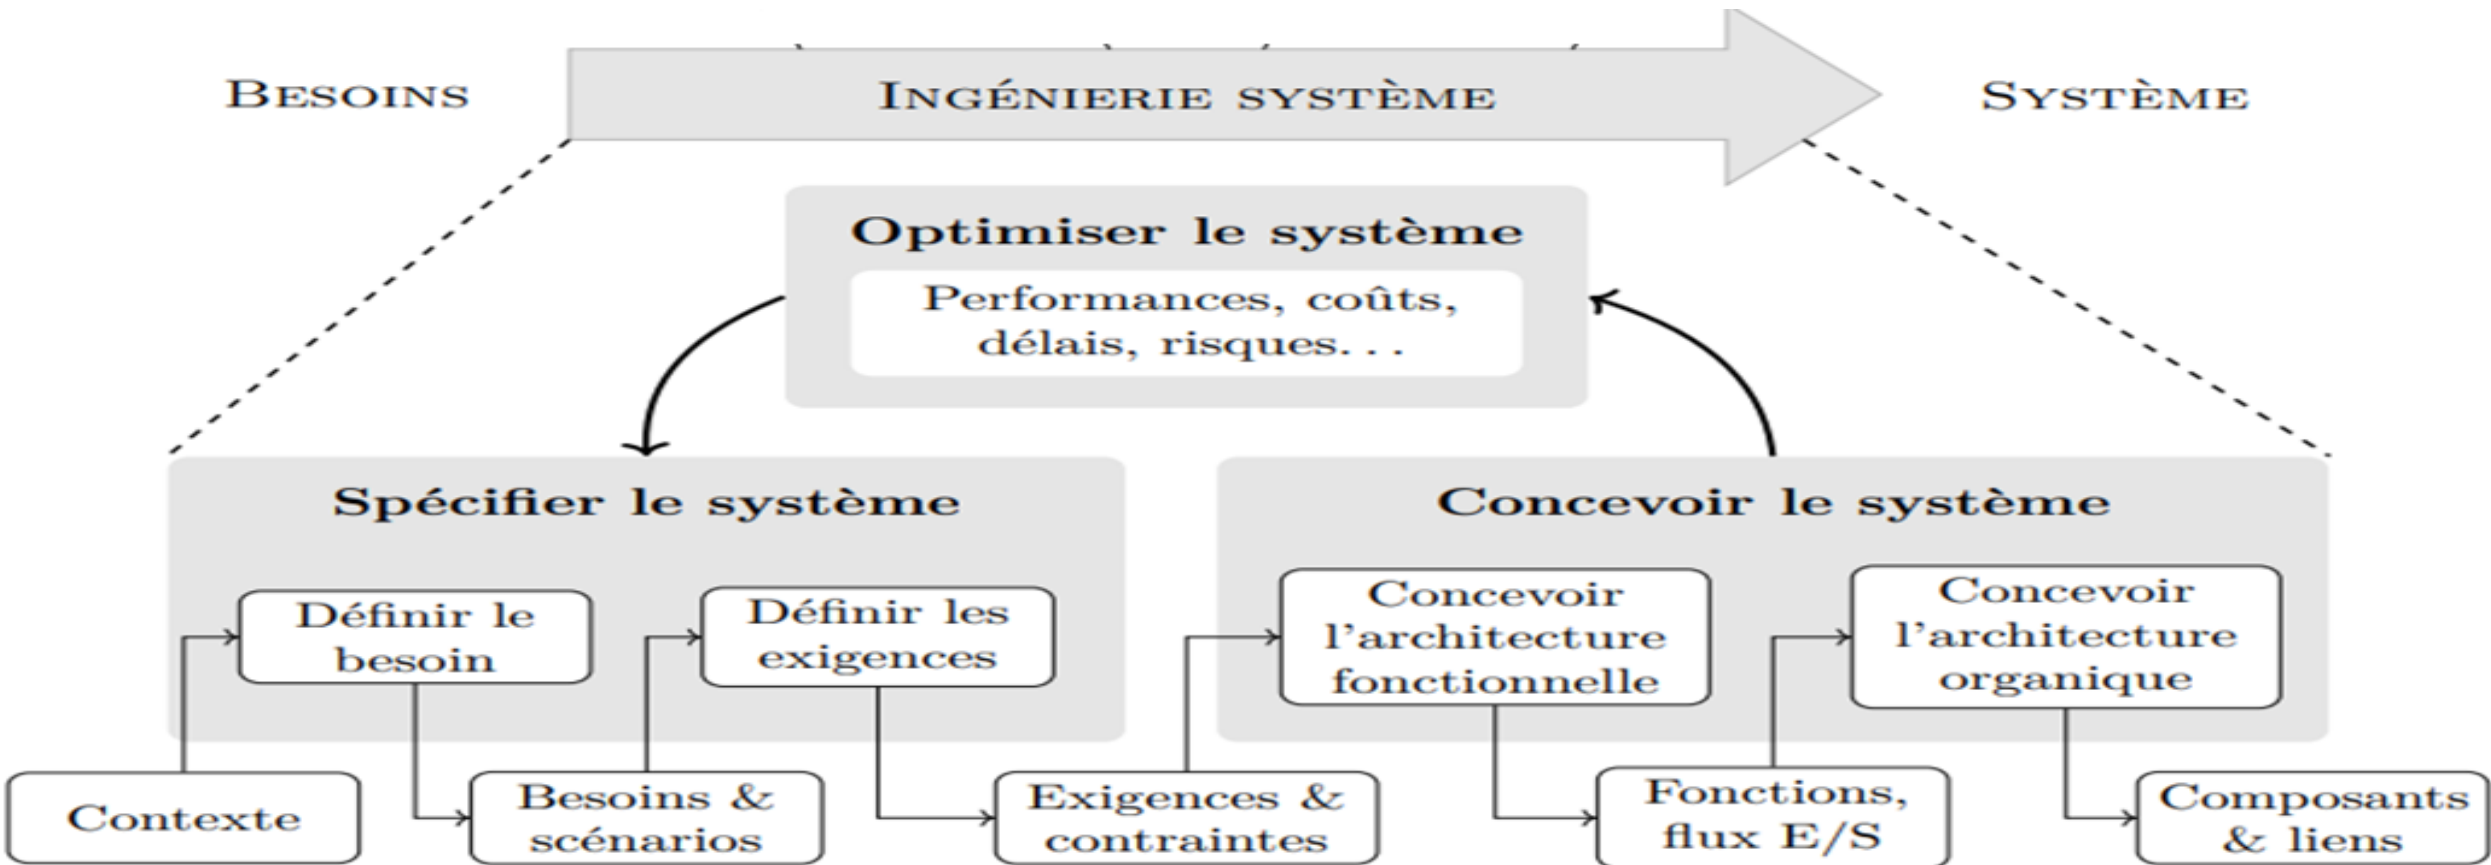 BESOINS
INGÉNIERIE SYSTÈME
SYSTÈME
Optimiser le système
Performances, coûts,
délais, risques...
Spécifier le système
Définir le
besoin
Définir les
exigences
Concevoir le système
Concevoir
l'architecture
fonctionnelle
Concevoir
l'architecture
organique
Contexte
Besoins &
scénarios
Exigences &
contraintes
Fonctions,
flux E/S
Composants
& liens